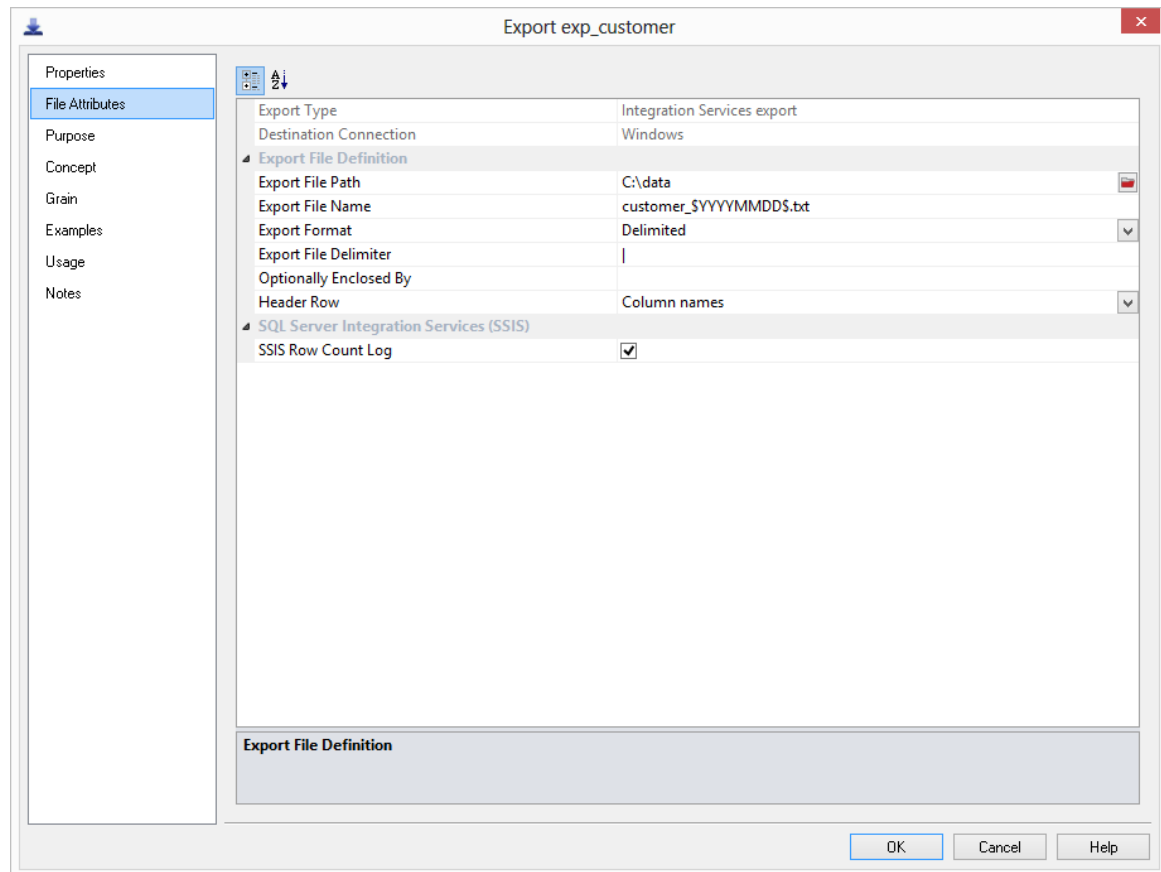 Export exp_customer
Properties
File Attributes
Purpose
Concept
Grain
Examples
Usage
Notes
Export Type Integration Services export
Destination Connection Windows
Export File Definition
Export File Path C:\data
Export File Name customer_$YYYYMMDD$.txt
Export Format Delimited
Export File Delimiter |
Optionally Enclosed By
Header Row Column names
SQL Server Integration Services (SSIS)
SSIS Row Count Log
Export File Definition
OK Cancel Help